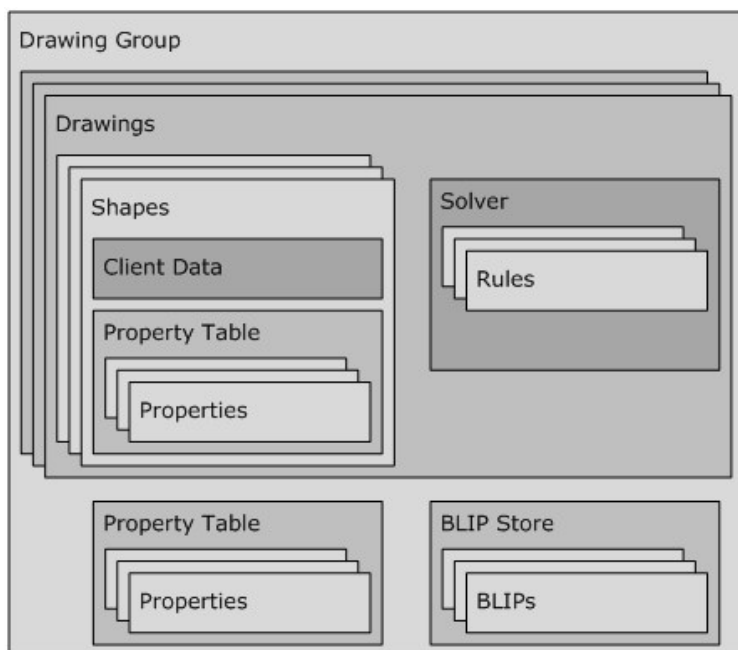 Drawing Group
Drawings
Shapes
Solver
Client Data
Rules
Property Table
Properties
Property Table
BLIP Store
Properties
BLIPs